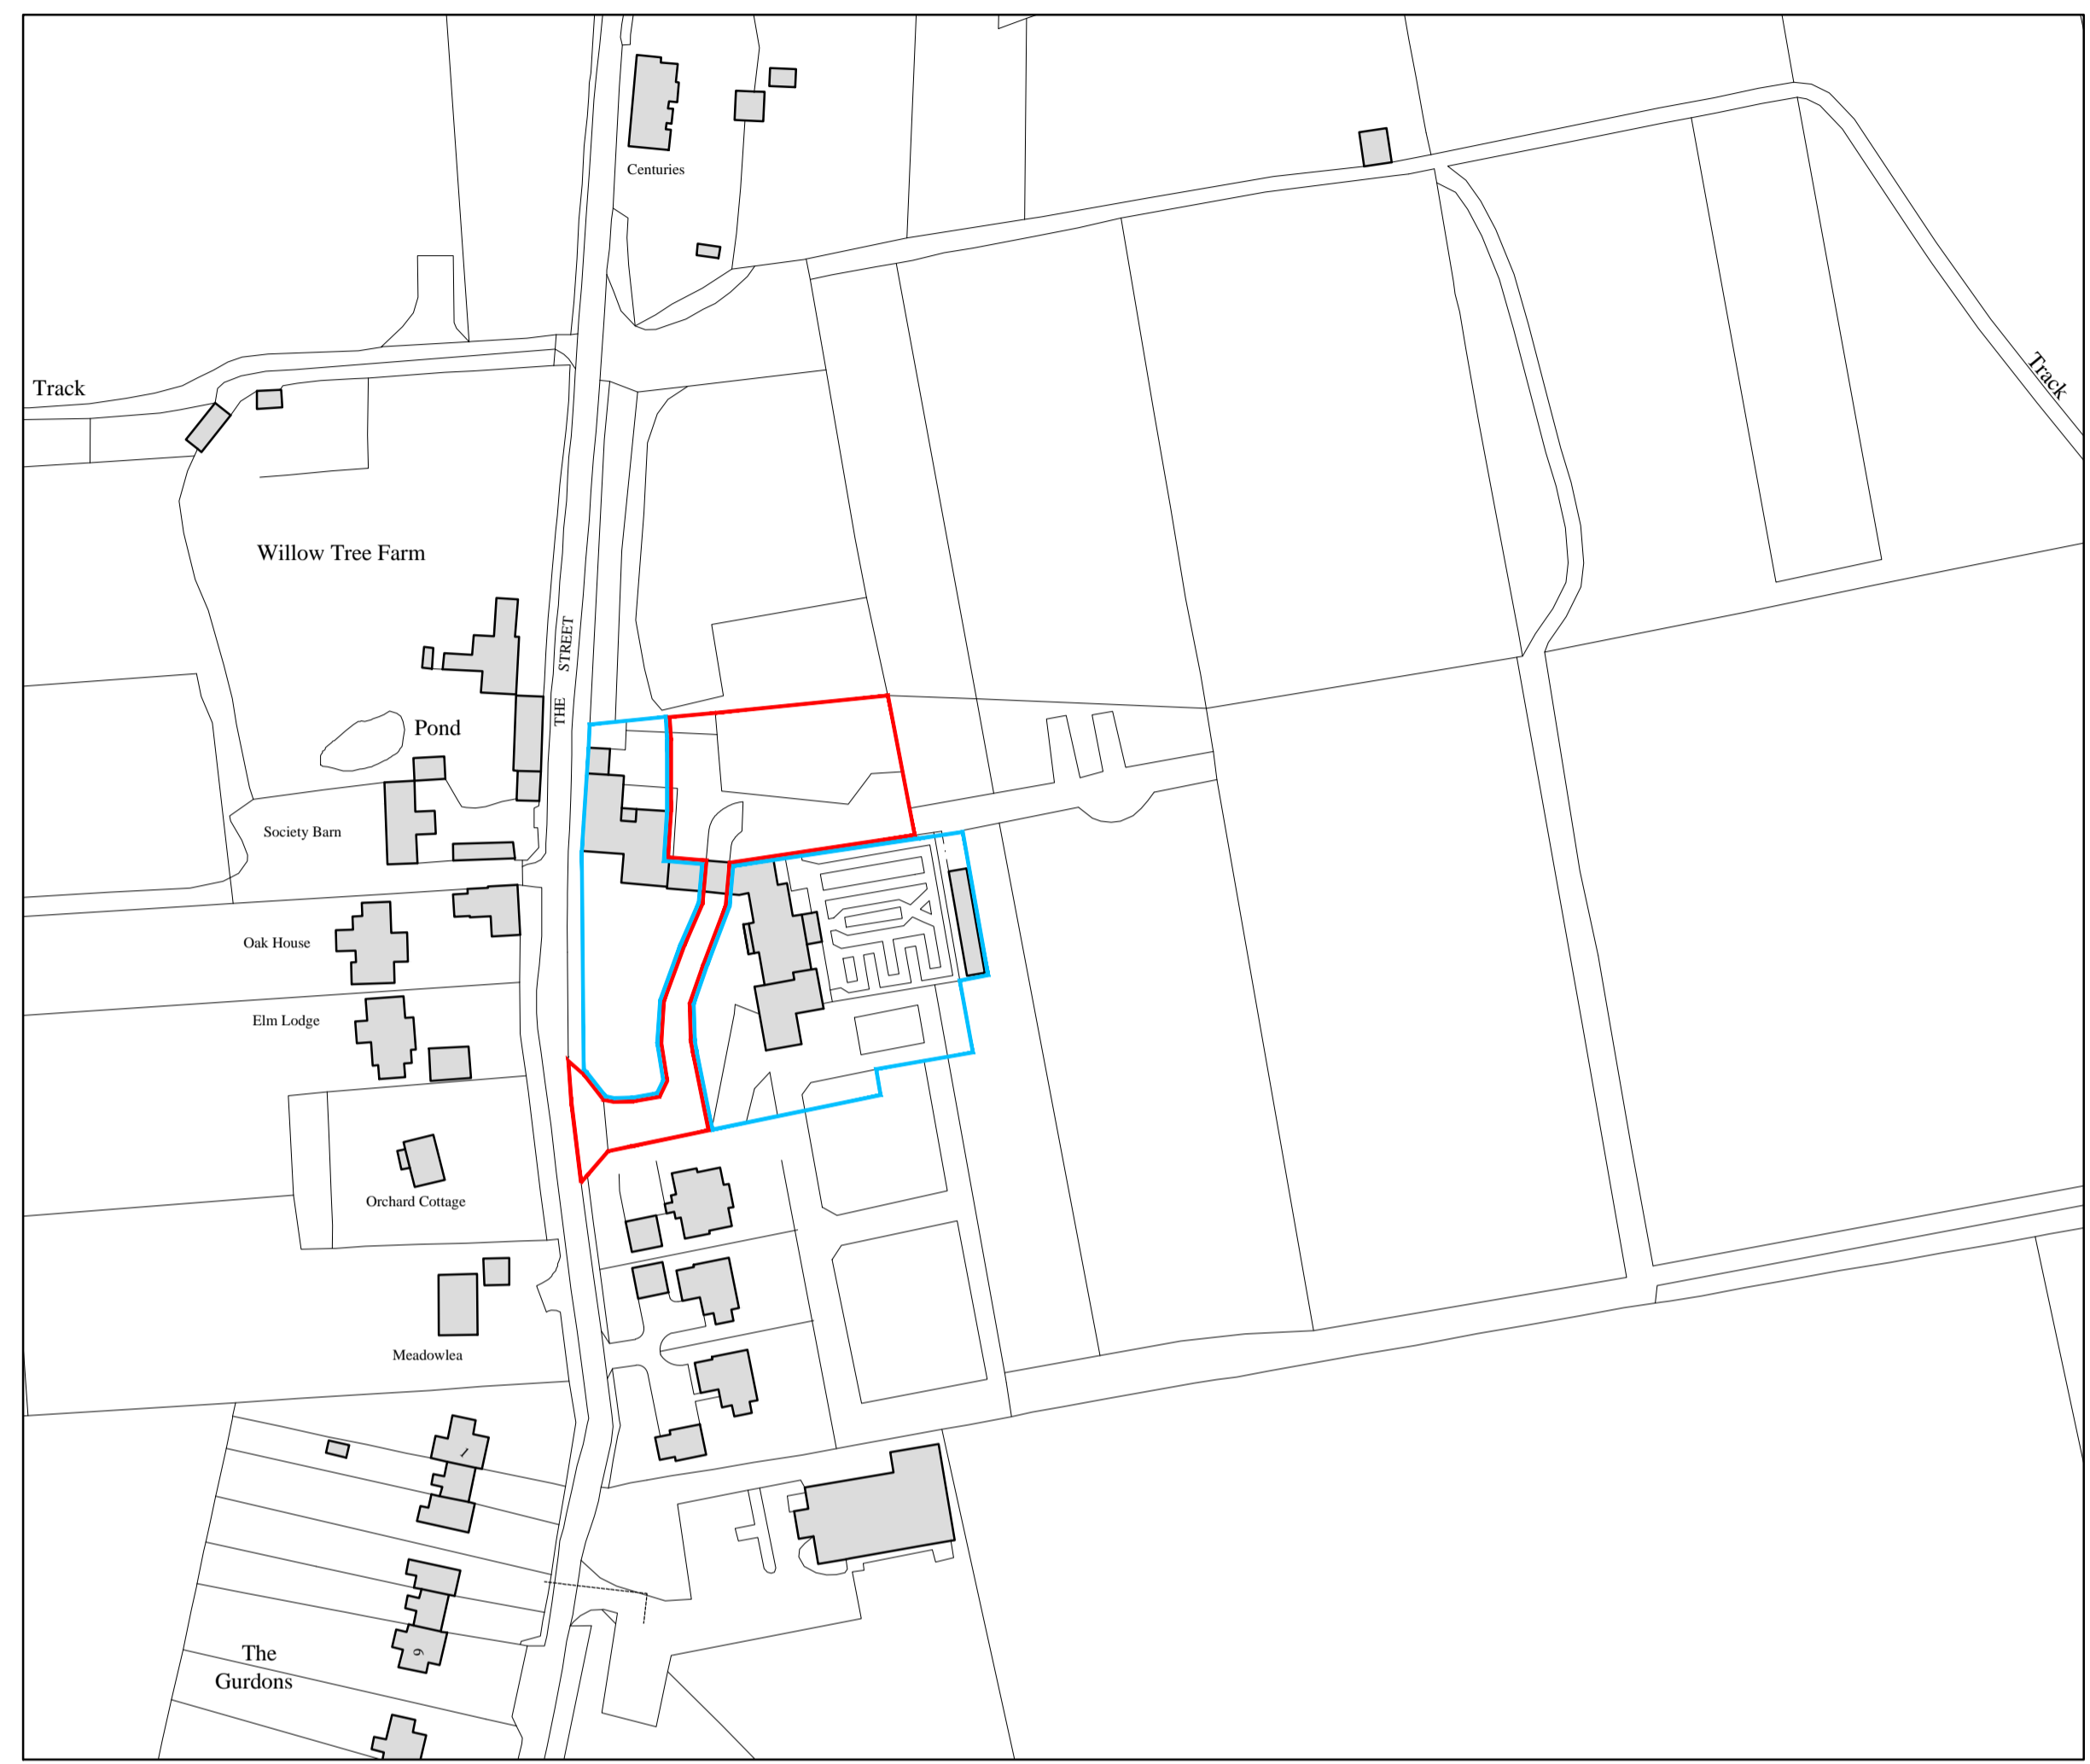 Centuries
Track
Track
Willow Tree Farm
THE STREET
Pond
Society Barn
Oak House
Elm Lodge
Orchard Cottage
Meadowlea
1
6
The
Gurdons